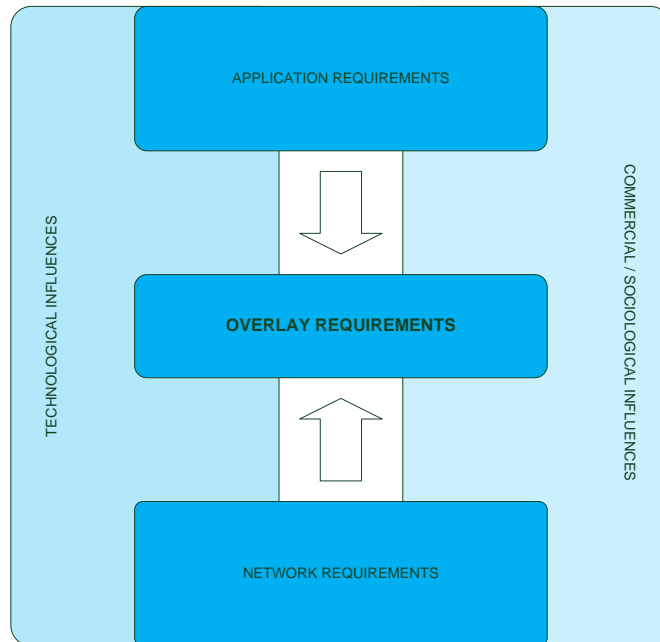 APPLICATION REQUIREMENTS
TECHNOLOGICAL INFLUENCES
COMMERCIAL / SOCIOLOGICAL INFLUENCES
OVERLAY REQUIREMENTS
NETWORK REQUIREMENTS